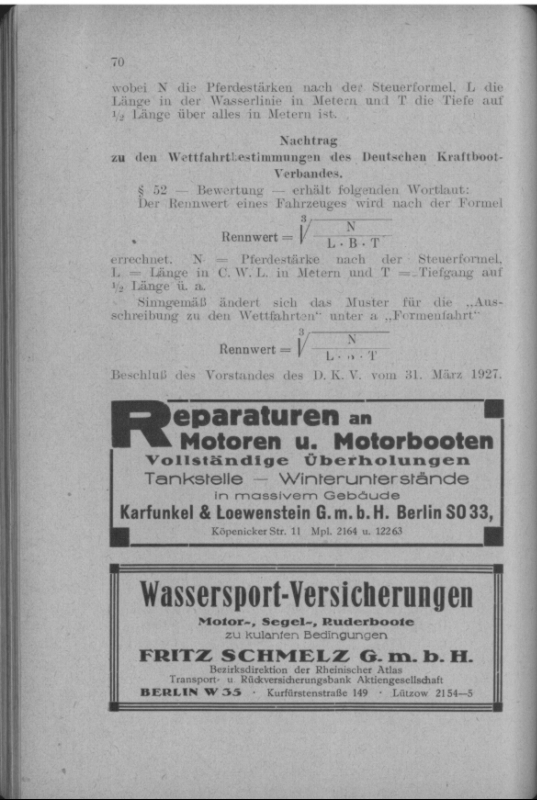 70
wobei N die Pferdestärken nach der Steuerformel, L die
Länge in der Wasserlinie in Metern und T die Tiefe auf
½ Länge über alles in Metern ist.
Nachtrag
zu den Wettfahrtbestimmungen des Deutschen Kraftboot-
Verbandes.
§ 52 — Bewertung — erhält folgenden Wortlaut:
Der Rennwert eines Fahrzeuges wird nach der Formel
Rennwert = ∛ N / L · B · T
errechnet. N = Pferdestärke nach der Steuerformel,
L = Länge in C. W. L. in Metern und T = Tiefgang auf
½ Länge ü. a.
Sinngemäß ändert sich das Muster für die „Aus-
schreibung zu den Wettfahrten“ unter a „Formenfahrt“
Rennwert = ∛ N / L · · T
Beschluß des Vorstandes des D. K. V. vom 31. März 1927.
Reparaturen an
Motoren u. Motorbooten
Vollständige Überholungen
Tankstelle — Winterunterstände
in massivem Gebäude
Karfunkel & Loewenstein G. m. b. H. Berlin SO 33,
Köpenicker Str. 11 Mpl. 2164 u. 12263
Wassersport-Versicherungen
Motor-, Segel-, Ruderboote
zu kulanten Bedingungen
FRITZ SCHMELZ G. m. b. H.
Bezirksdirektion der Rheinischer Atlas
Transport- u. Rückversicherungsbank Aktiengesellschaft
BERLIN W 35 · Kurfürstenstraße 149 · Lützow 2154—5